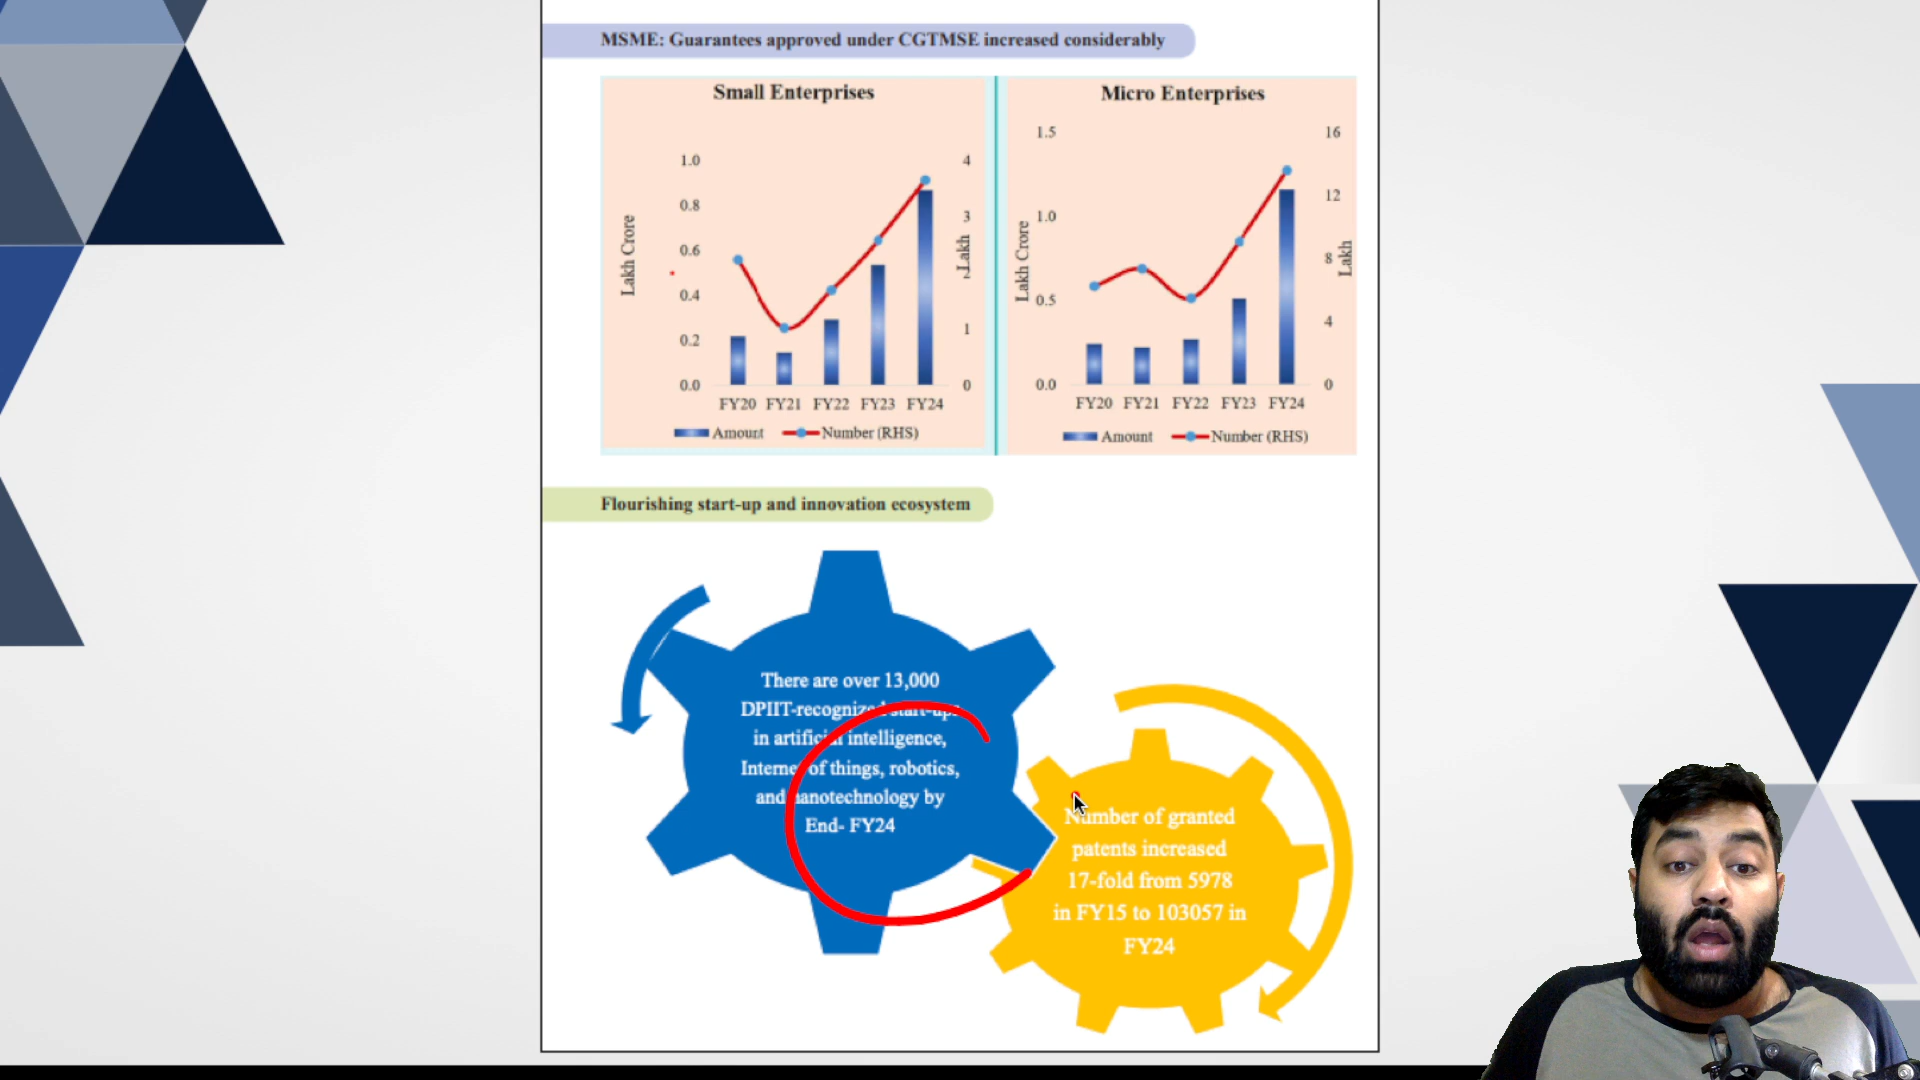 MSME: Guarantees approved under CGTMSE increased considerably
Small Enterprises
1.0
0.8
0.6
0.4
0.2
0.0
Lakh Crore
4
3
1
0
Lakh
FY20 FY21 FY22 FY23 FY24
Amount Number (RHS)
Micro Enterprises
1.5
1.0
0.5
0.0
Lakh Crore
16
12
8
4
0
Lakh
FY20 FY21 FY22 FY23 FY24
Amount Number (RHS)
Flourishing start-up and innovation ecosystem
There are over 13,000
DPIIT-recognized start-ups
in artificial intelligence,
Internet of things, robotics,
and nanotechnology by
End- FY24
Number of granted
patents increased
17-fold from 5978
in FY15 to 103057 in
FY24